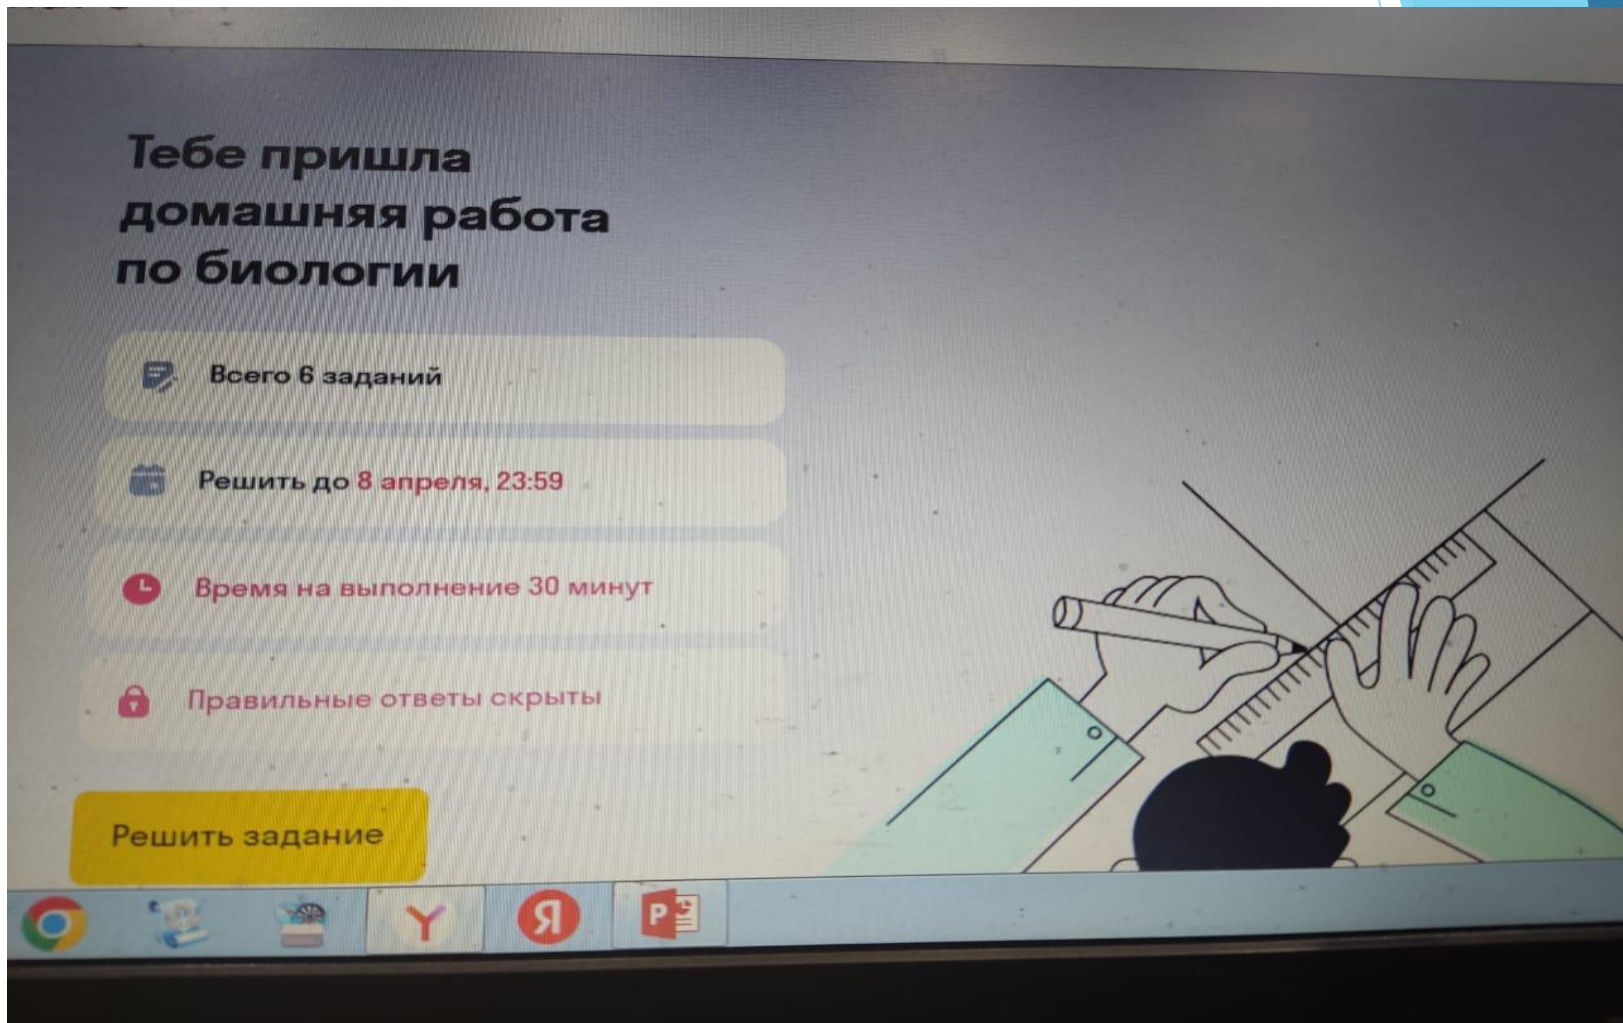 Тебе пришла
домашняя работа
по биологии
Всего 6 заданий
Решить до 8 апреля, 23:59
Время на выполнение 30 минут
Правильные ответы скрыты
Решить задание
Y
Я
P